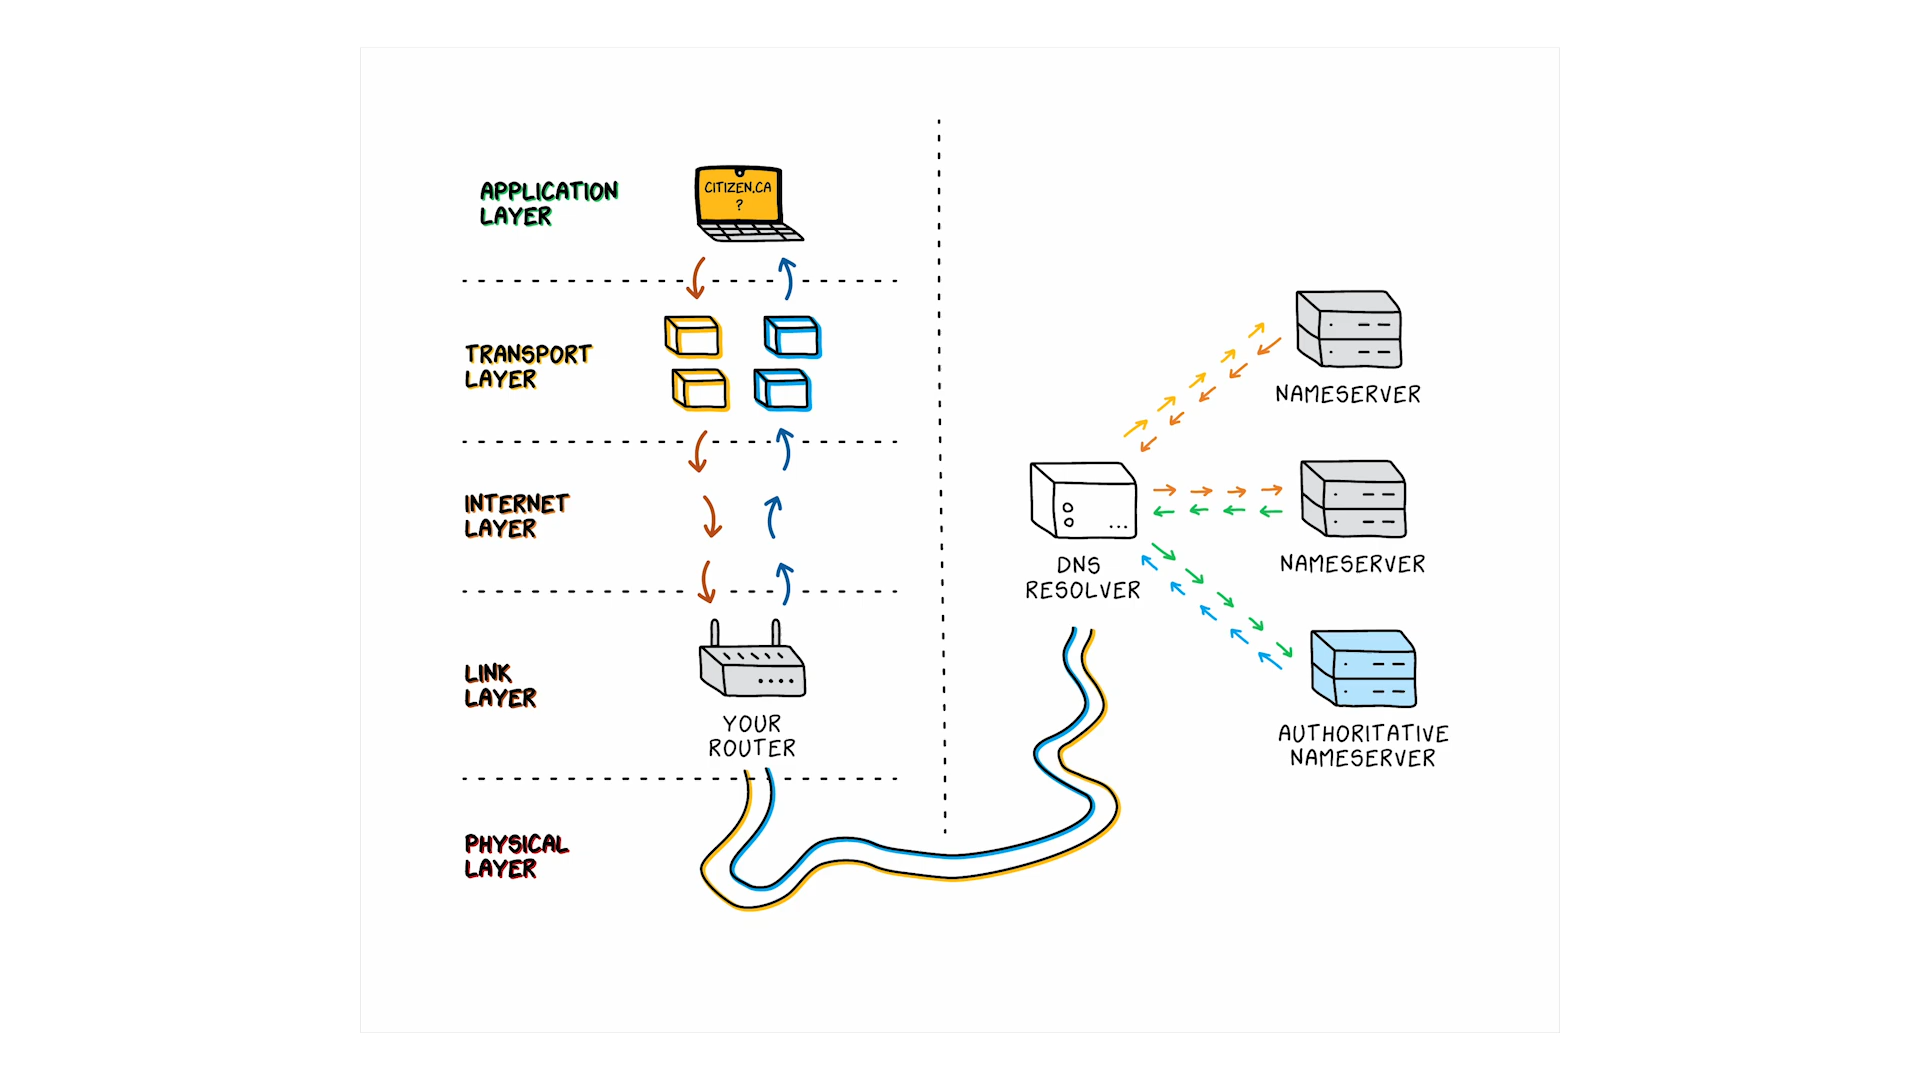 APPLICATION
LAYER
CITIZEN.CA
?
TRANSPORT
LAYER
INTERNET
LAYER
LINK
LAYER
YOUR
ROUTER
PHYSICAL
LAYER
DNS
RESOLVER
NAMESERVER
NAMESERVER
AUTHORITATIVE
NAMESERVER